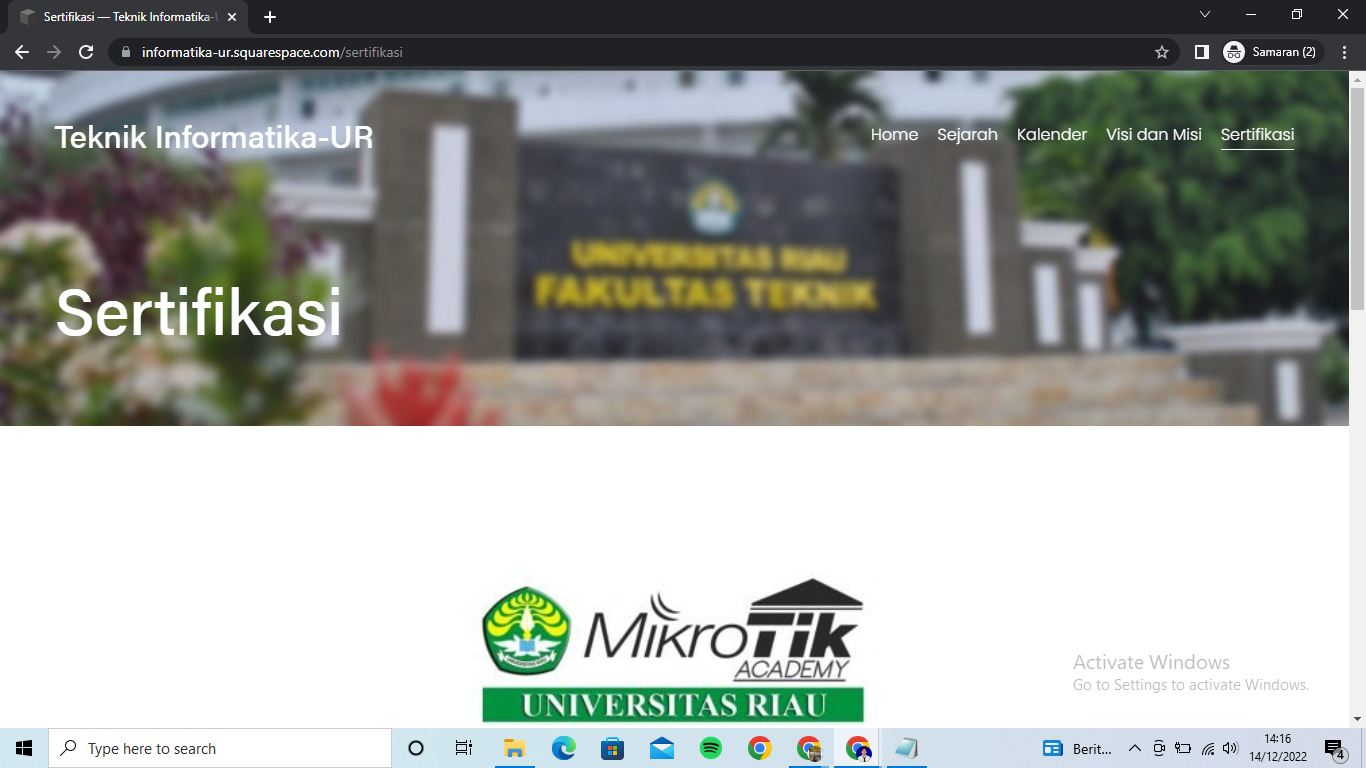 Sertifikasi — Teknik Informatika-U
informatika-ur.squarespace.com/sertifikasi
Samaran (2)
Teknik Informatika-UR
Home Sejarah Kalender Visi dan Misi Sertifikasi
UNIVERSITAS RIAU
FAKULTAS TEKNIK
Sertifikasi
MikroTik
ACADEMY
UNIVERSITAS RIAU
Activate Windows
Go to Settings to activate Windows.
Type here to search
Berit...
14:16
14/12/2022
4